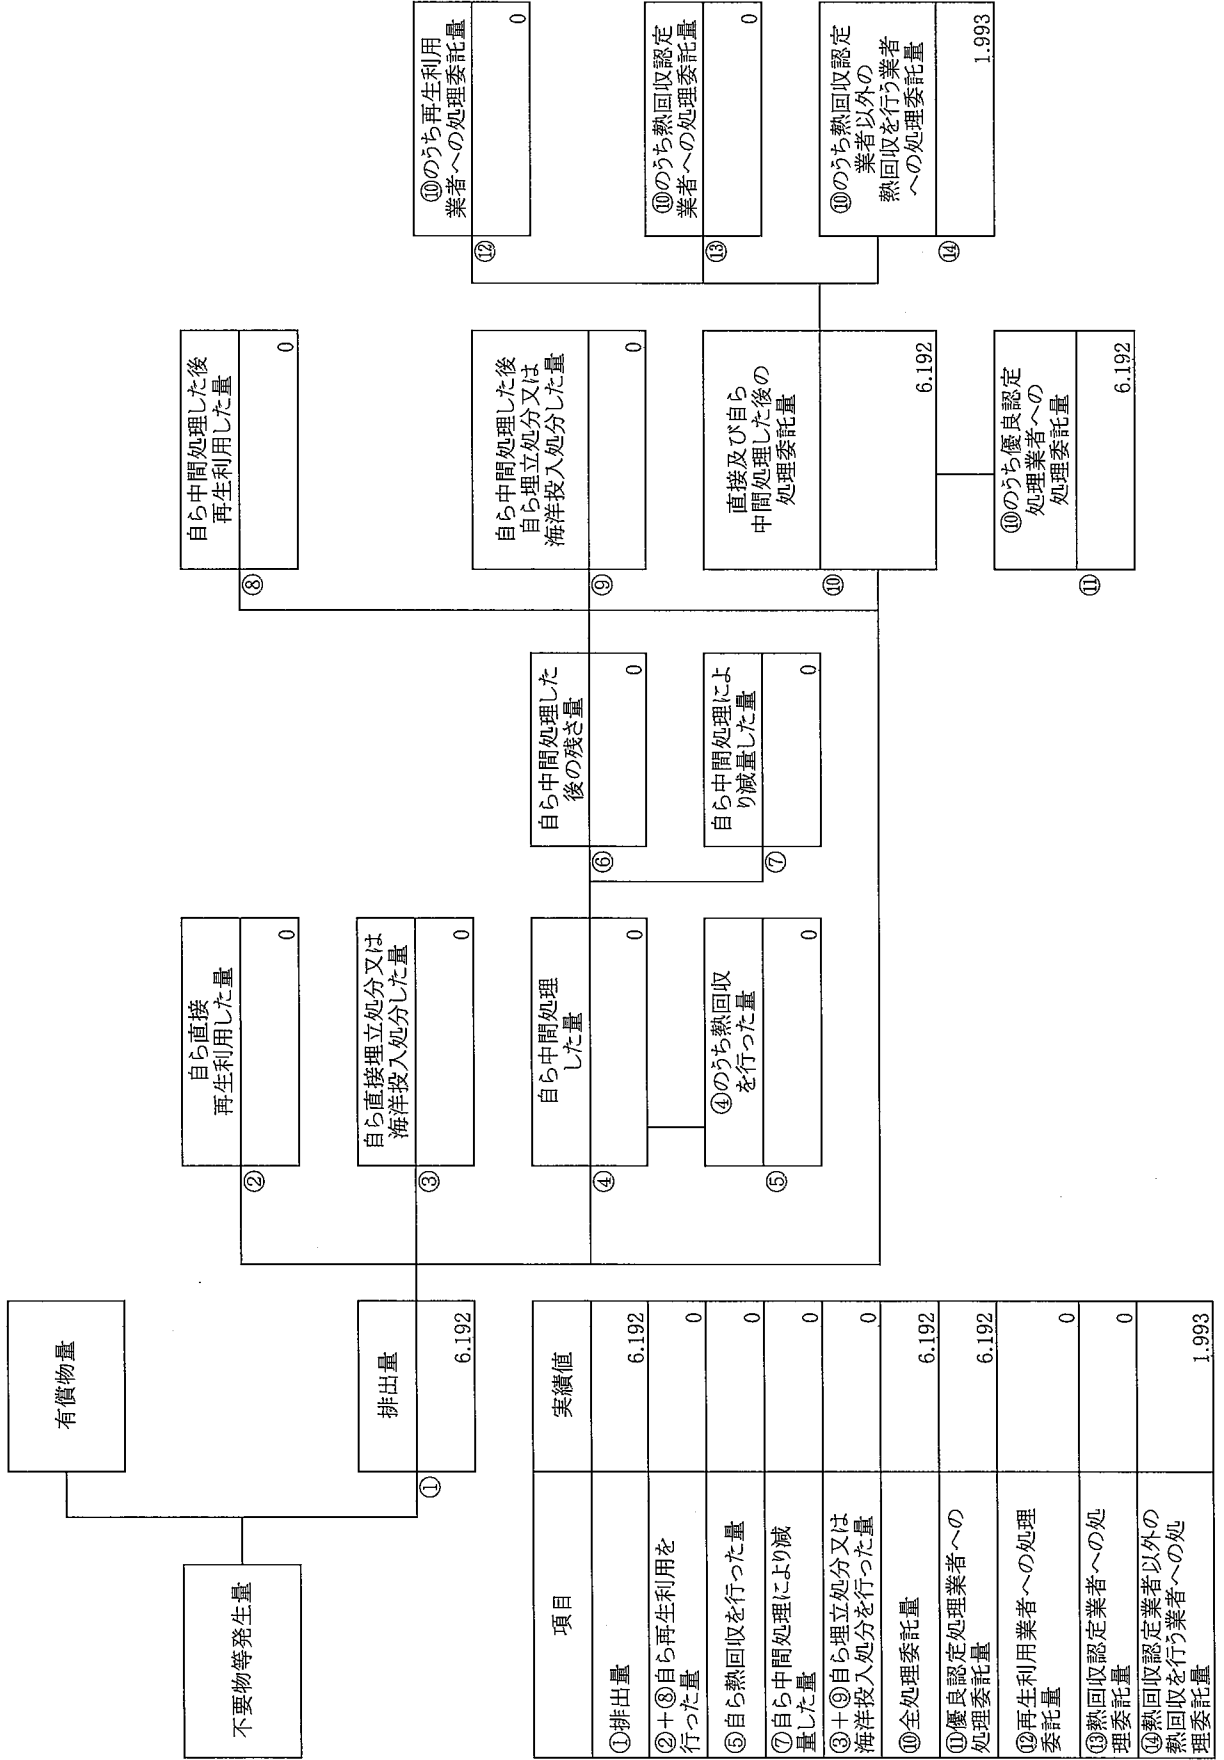 不要物等発生量
有償物量
排出量
①
6.192
自ら直接
再生利用した量
②
0
自ら直接埋立処分又は
海洋投入処分した量
③
0
自ら中間処理
した量
④
0
④のうち熱回収
を行った量
⑤
0
自ら中間処理した
後の残さ量
⑥
0
自ら中間処理によ
り減量した量
⑦
0
自ら中間処理した後
再生利用した量
⑧
0
自ら中間処理した後
自ら埋立処分又は
海洋投入処分した量
⑨
0
直接及び自ら
中間処理した後の
処理委託量
⑩
6.192
⑩のうち優良認定
処理業者への
処理委託量
⑪
6.192
⑩のうち再生利用
業者への処理委託量
⑫
0
⑩のうち熱回収認定
業者への処理委託量
⑬
0
⑩のうち熱回収認定
業者以外の
熱回収を行う業者
への処理委託量
⑭
1.993
項目 実績値
①排出量 6.192
②+⑧自ら再生利用を
行った量 0
⑤自ら熱回収を行った量 0
⑦自ら中間処理により減
量した量 0
③+⑨自ら埋立処分又は
海洋投入処分を行った量 0
⑩全処理委託量 6.192
⑪優良認定処理業者への
処理委託量 6.192
⑫再生利用業者への処理
委託量 0
⑬熱回収認定業者への処
理委託量 0
⑭熱回収認定業者以外の
熱回収を行う業者への処
理委託量 1.993